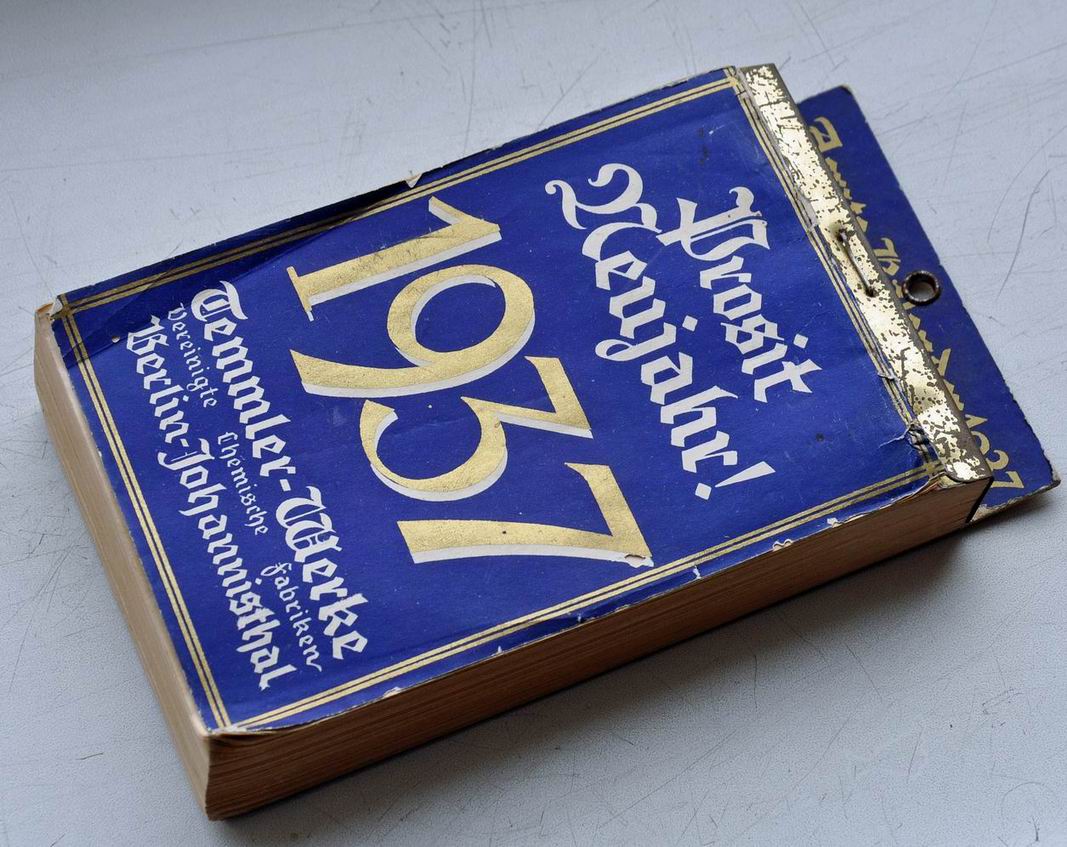 Prosit
Neujahr!
1937
Temmler-Werke
Vereinigte Chemische Fabriken
Berlin-Johannisthal